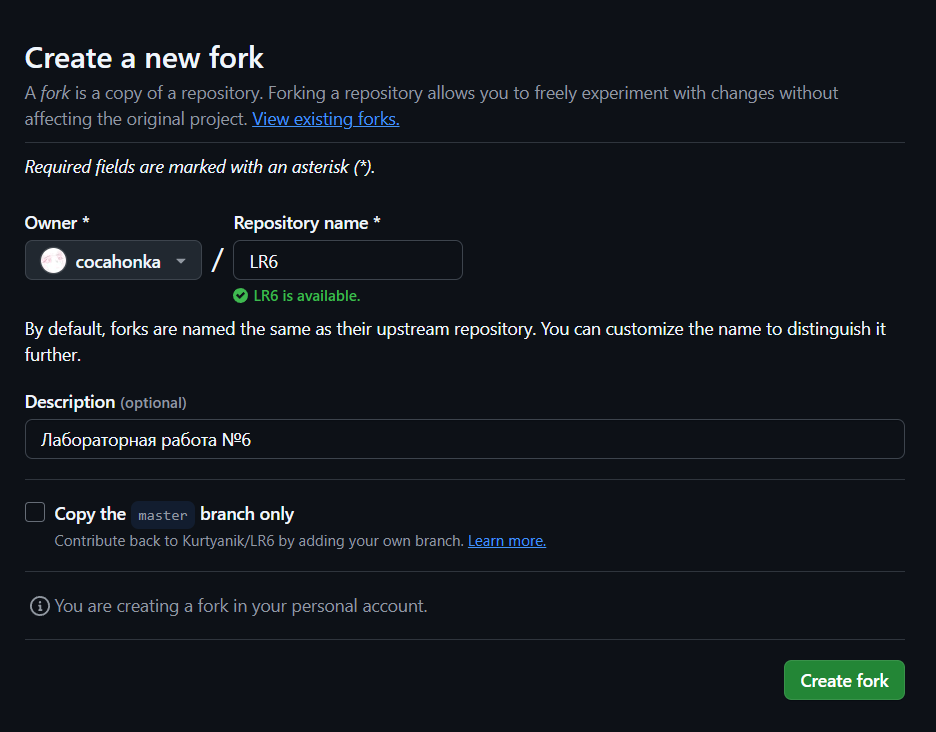 Create a new fork
A fork is a copy of a repository. Forking a repository allows you to freely experiment with changes without
affecting the original project. View existing forks.
Required fields are marked with an asterisk (*).
Owner * Repository name *
cocahonka / LR6
LR6 is available.
By default, forks are named the same as their upstream repository. You can customize the name to distinguish it
further.
Description (optional)
Лабораторная работа №6
Copy the master branch only
Contribute back to Kurtyanik/LR6 by adding your own branch. Learn more.
You are creating a fork in your personal account.
Create fork